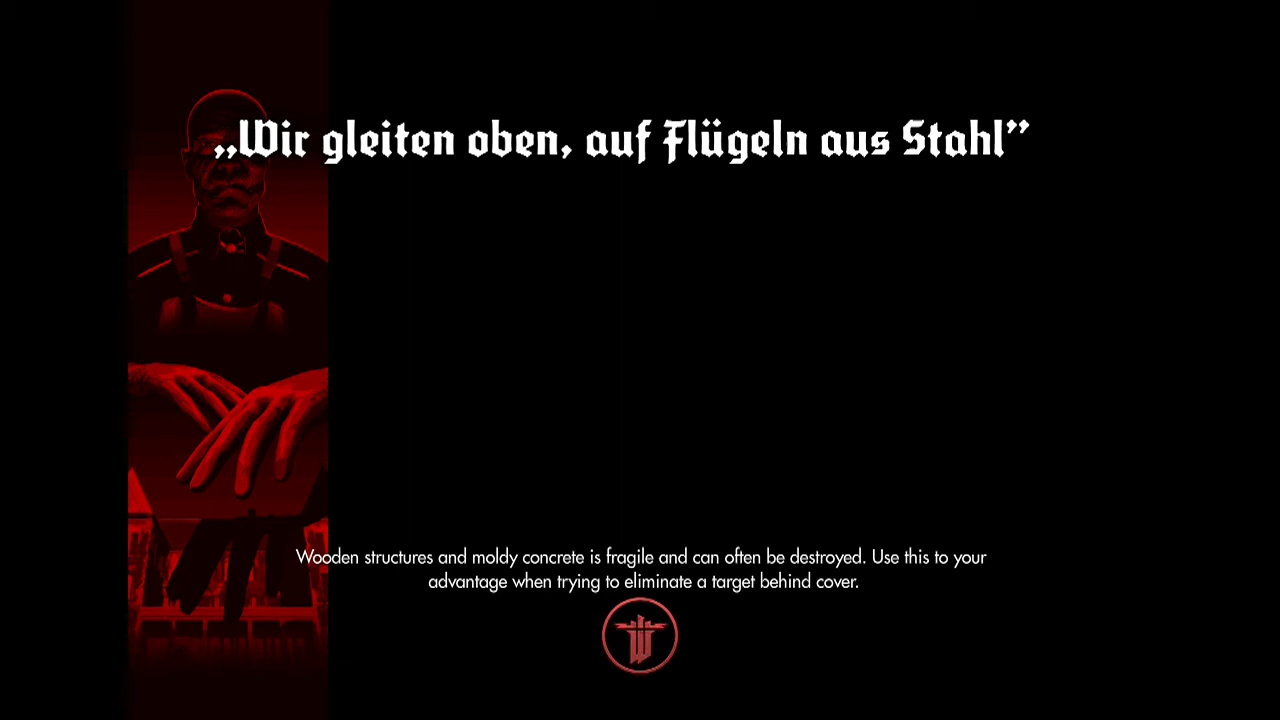 „Wir gleiten oben, auf Flügeln aus Stahl”
Wooden structures and moldy concrete is fragile and can often be destroyed. Use this to your
advantage when trying to eliminate a target behind cover.